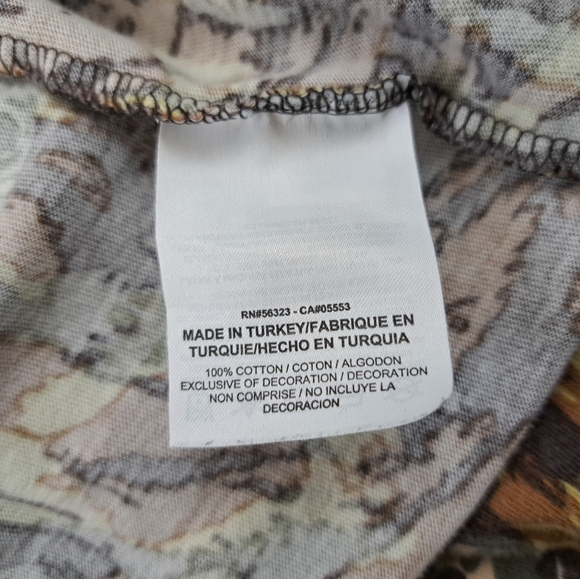 RN#56323 - CA#05553
MADE IN TURKEY/FABRIQUE EN
TURQUIE/HECHO EN TURQUIA
100% COTTON / COTON / ALGODON
EXCLUSIVE OF DECORATION / DECORATION
NON COMPRISE / NO INCLUYE LA
DECORACION